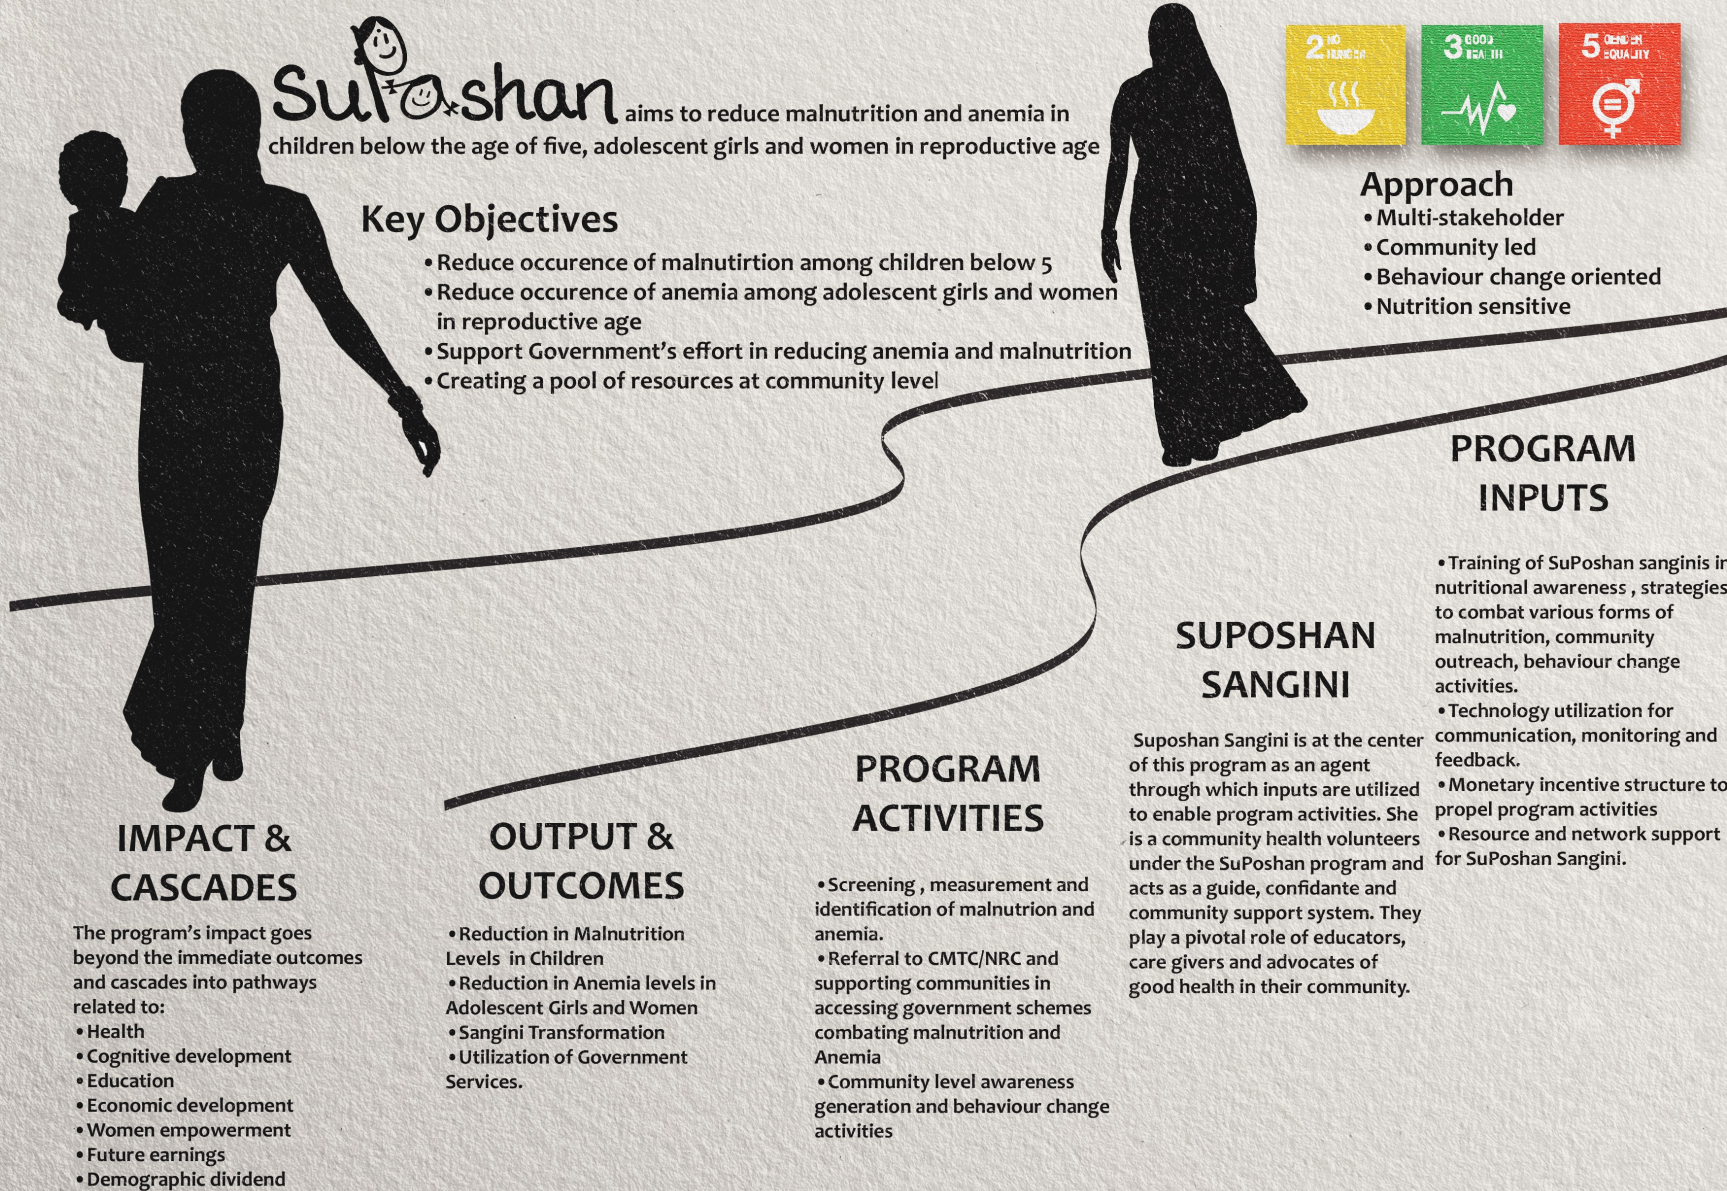 SuPoshan aims to reduce malnutrition and anemia in
children below the age of five, adolescent girls and women in reproductive age
Key Objectives
•Reduce occurence of malnutirtion among children below 5
•Reduce occurence of anemia among adolescent girls and women
in reproductive age
•Support Government's effort in reducing anemia and malnutrition
•Creating a pool of resources at community level
2 NO
HUNGER
3 GOOD
HEALTH
5 GENDER
EQUALITY
Approach
•Multi-stakeholder
•Community led
•Behaviour change oriented
•Nutrition sensitive
IMPACT &
CASCADES
The program's impact goes
beyond the immediate outcomes
and cascades into pathways
related to:
•Health
•Cognitive development
•Education
•Economic development
•Women empowerment
•Future earnings
•Demographic dividend
OUTPUT &
OUTCOMES
•Reduction in Malnutrition
Levels in Children
•Reduction in Anemia levels in
Adolescent Girls and Women
•Sangini Transformation
•Utilization of Government
Services.
PROGRAM
ACTIVITIES
•Screening , measurement and
identification of malnutrion and
anemia.
•Referral to CMTC/NRC and
supporting communities in
accessing government schemes
combating malnutrition and
Anemia
•Community level awareness
generation and behaviour change
activities
SUPOSHAN
SANGINI
Suposhan Sangini is at the center
of this program as an agent
through which inputs are utilized
to enable program activities. She
is a community health volunteers
under the SuPoshan program and
acts as a guide, confidante and
community support system. They
play a pivotal role of educators,
care givers and advocates of
good health in their community.
PROGRAM
INPUTS
•Training of SuPoshan sanginis in
nutritional awareness , strategies
to combat various forms of
malnutrition, community
outreach, behaviour change
activities.
•Technology utilization for
communication, monitoring and
feedback.
•Monetary incentive structure to
propel program activities
•Resource and network support
for SuPoshan Sangini.